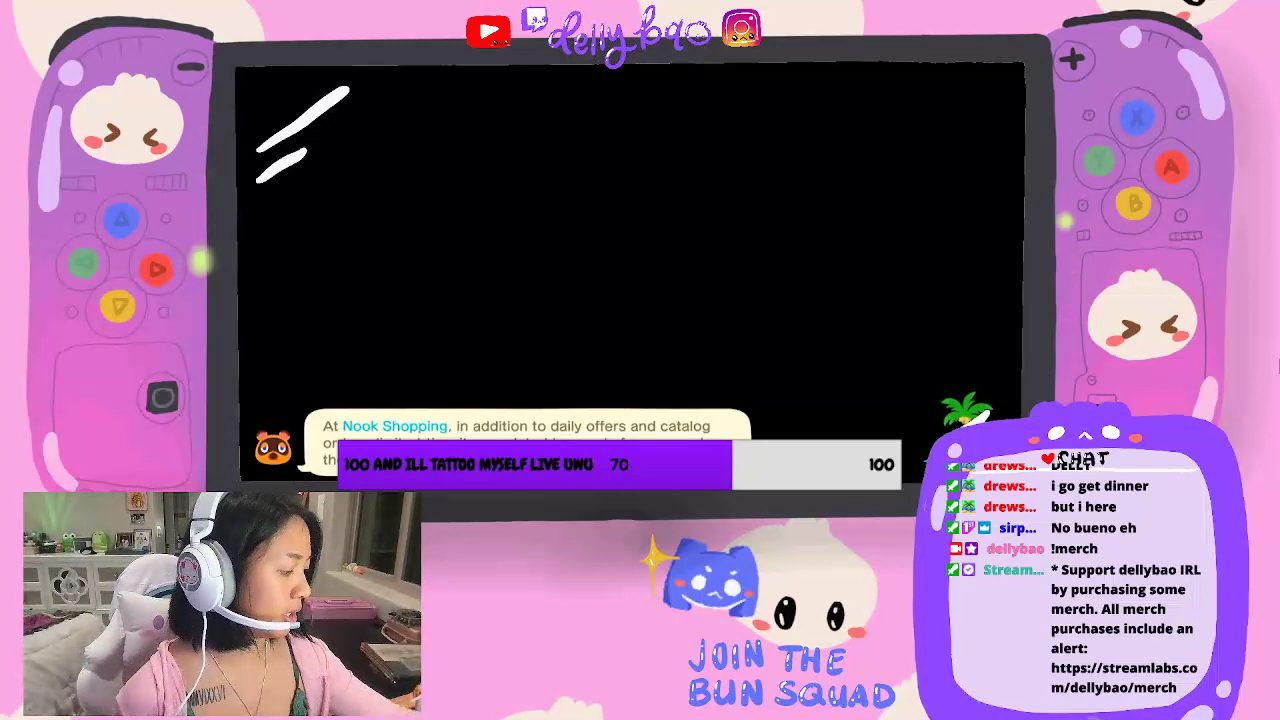 dellybao
X
Y
A
B
At Nook Shopping, in addition to daily offers and catalog
100 AND ILL TATTOO MYSELF LIVE UWU 70 100
CHAT
drews... DELLY
drews... i go get dinner
drews... but i here
sirp... No bueno eh
dellybao !merch
Stream... * Support dellybao IRL
by purchasing some
merch. All merch
purchases include an
alert:
https://streamlabs.co
m/dellybao/merch
JOIN THE
BUN SQUAD